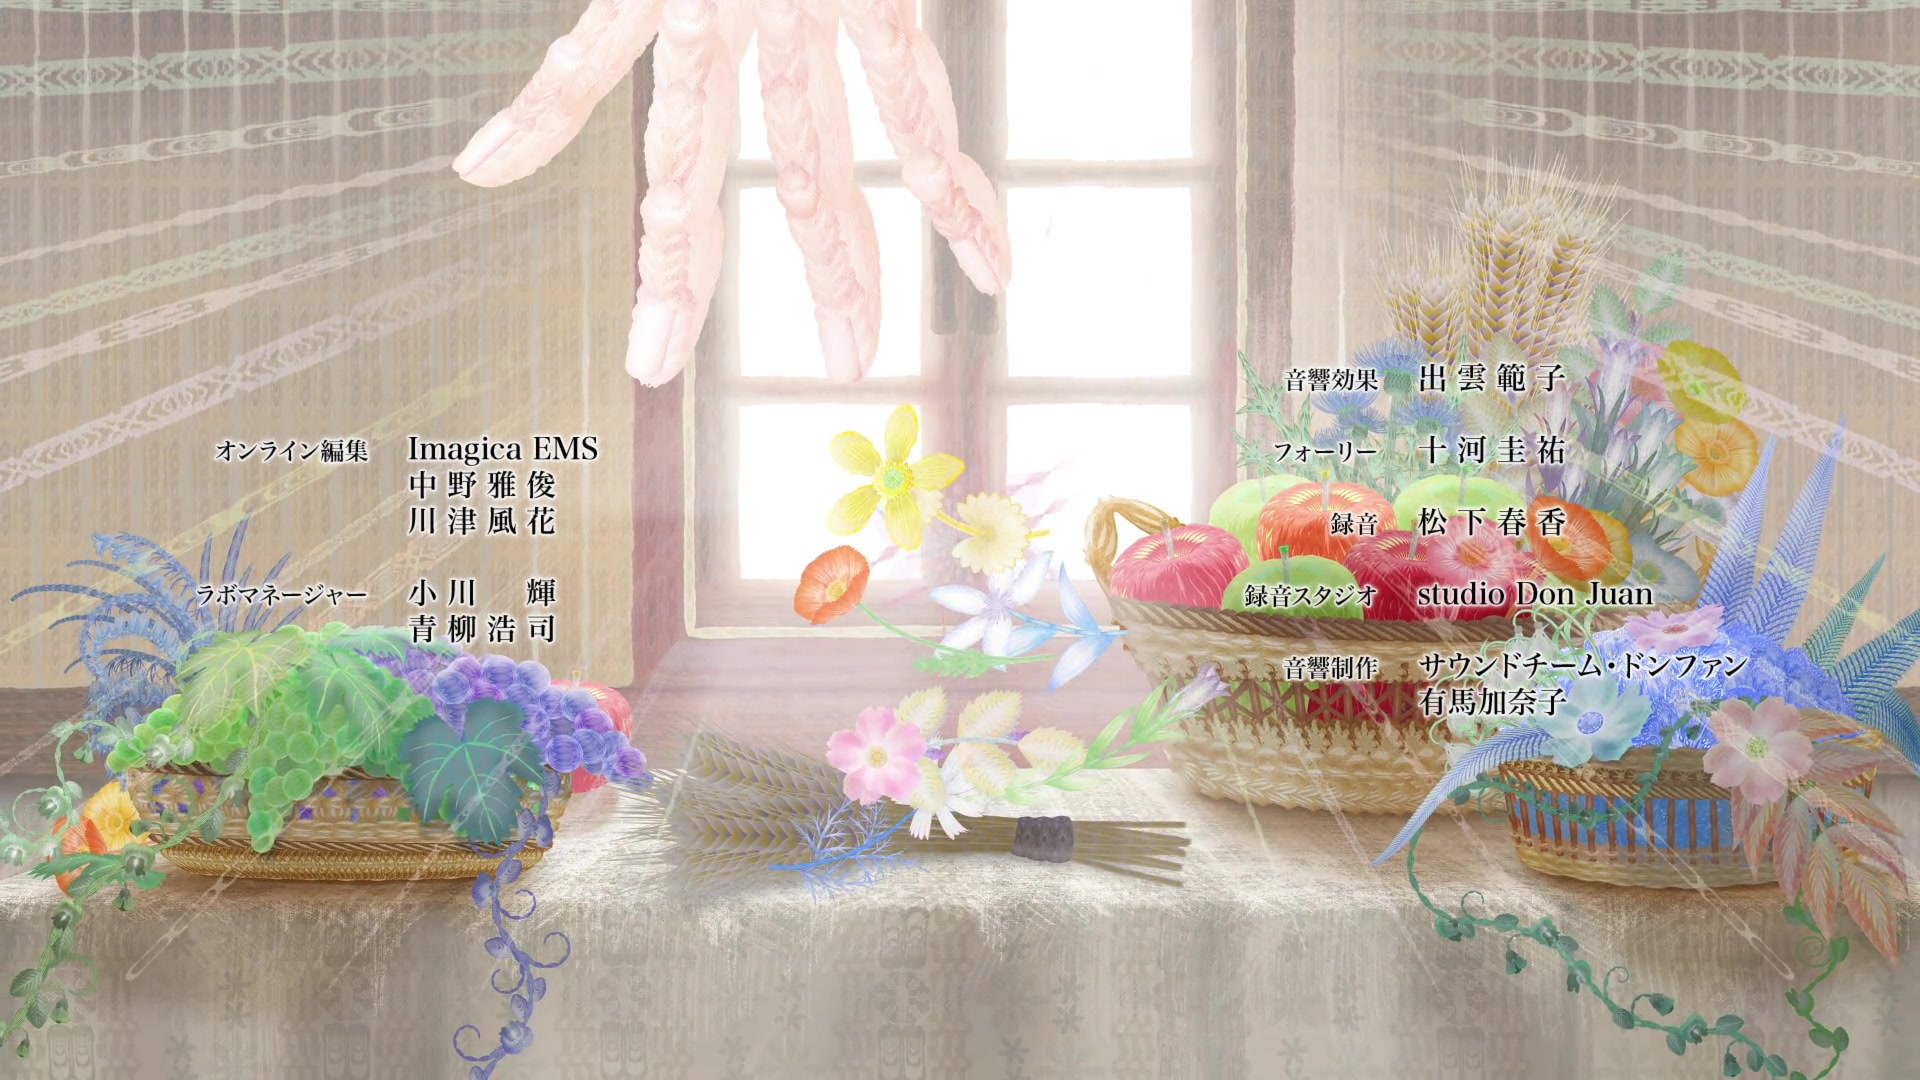 オンライン編集 Imagica EMS
中野雅俊
川津風花
ラボマネージャー 小川 輝
青柳浩司
音響効果 出雲範子
フォーリー 十河圭祐
録音 松下春香
録音スタジオ studio Don Juan
音響制作 サウンドチーム・ドンファン
有馬加奈子